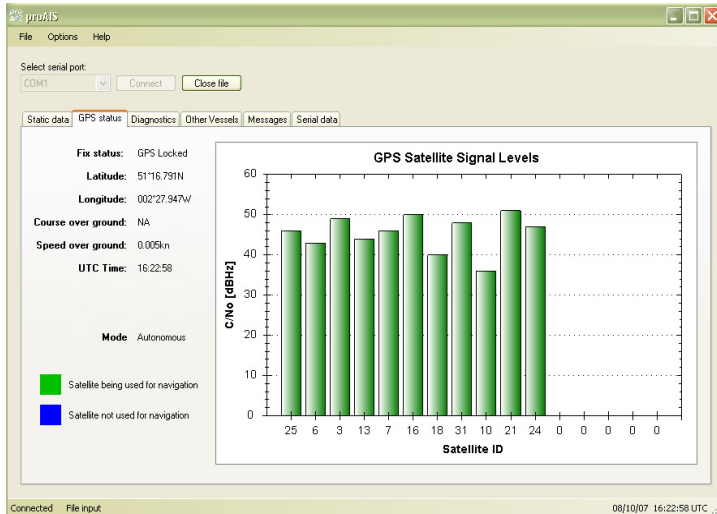 proAIS
File Options Help
Select serial port:
COM1 Connect Close file
Static data GPS status Diagnostics Other Vessels Messages Serial data
Fix status: GPS Locked
Latitude: 51°16.791N
Longitude: 002°27.947W
Course over ground: NA
Speed over ground: 0.005kn
UTC Time: 16:22:58
Mode Autonomous
Satellite being used for navigation
Satellite not used for navigation
GPS Satellite Signal Levels
C/No [dBHz]
60
50
40
30
20
10
0
25 6 3 13 7 16 18 31 10 21 24 0 0 0 0 0
Satellite ID
Connected File input 08/10/07 16:22:58 UTC